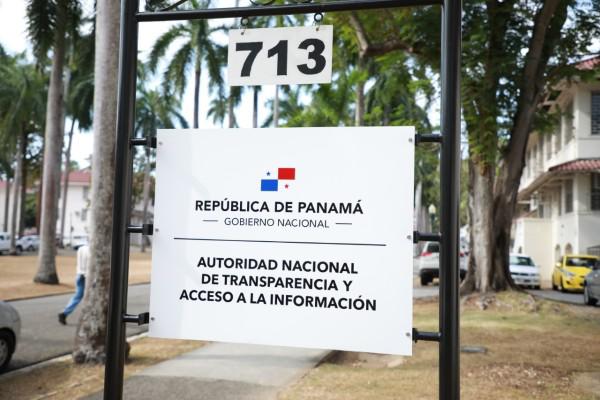 713
REPÚBLICA DE PANAMÁ
— GOBIERNO NACIONAL —
AUTORIDAD NACIONAL
DE TRANSPARENCIA Y
ACCESO A LA INFORMACIÓN